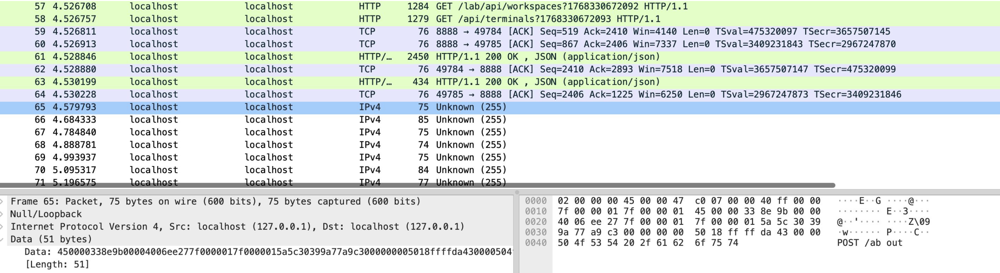 57 4.526708 localhost localhost HTTP 1284 GET /lab/api/workspaces?1768330672092 HTTP/1.1
58 4.526757 localhost localhost HTTP 1279 GET /api/terminals?1768330672093 HTTP/1.1
59 4.526811 localhost localhost TCP 76 8888 → 49784 [ACK] Seq=519 Ack=2410 Win=4140 Len=0 TSval=475320097 TSecr=3657507145
60 4.526913 localhost localhost TCP 76 8888 → 49785 [ACK] Seq=867 Ack=2406 Win=7337 Len=0 TSval=3409231843 TSecr=2967247870
61 4.528846 localhost localhost HTTP/… 2450 HTTP/1.1 200 OK , JSON (application/json)
62 4.528880 localhost localhost TCP 76 49784 → 8888 [ACK] Seq=2410 Ack=2893 Win=7518 Len=0 TSval=3657507147 TSecr=475320099
63 4.530199 localhost localhost HTTP/… 434 HTTP/1.1 200 OK , JSON (application/json)
64 4.530228 localhost localhost TCP 76 49785 → 8888 [ACK] Seq=2406 Ack=1225 Win=6250 Len=0 TSval=2967247873 TSecr=3409231846
65 4.579793 localhost localhost IPv4 75 Unknown (255)
66 4.684333 localhost localhost IPv4 85 Unknown (255)
67 4.784840 localhost localhost IPv4 75 Unknown (255)
68 4.888781 localhost localhost IPv4 74 Unknown (255)
69 4.993937 localhost localhost IPv4 75 Unknown (255)
70 5.095317 localhost localhost IPv4 84 Unknown (255)
71 5.196575 localhost localhost IPv4 77 Unknown (255)
Frame 65: Packet, 75 bytes on wire (600 bits), 75 bytes captured (600 bits)
Null/Loopback
Internet Protocol Version 4, Src: localhost (127.0.0.1), Dst: localhost (127.0.0.1)
Data (51 bytes)
Data: 450000338e9b00004006ee277f0000017f0000015a5c30399a77a9c3000000005018ffffda430000504
[Length: 51]
0000 02 00 00 00 45 00 00 47 c0 07 00 00 40 ff 00 00 ····E··G ····@···
0010 7f 00 00 01 7f 00 00 01 45 00 00 33 8e 9b 00 00 ········ E··3····
0020 40 06 ee 27 7f 00 00 01 7f 00 00 01 5a 5c 30 39 @··'···· ····Z\09
0030 9a 77 a9 c3 00 00 00 00 50 18 ff ff da 43 00 00 ·w······ P····C··
0040 50 4f 53 54 20 2f 61 62 6f 75 74 POST /ab out